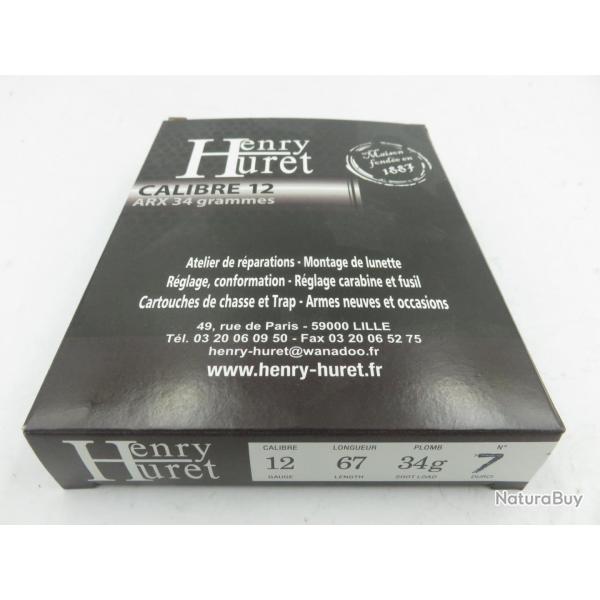 Henry
Huret
Maison
fondée en
1887
CALIBRE 12
ARX 34 grammes
Atelier de réparations - Montage de lunette
Réglage, conformation - Réglage carabine et fusil
Cartouches de chasse et Trap - Armes neuves et occasions
49, rue de Paris - 59000 LILLE
Tél. 03 20 06 09 50 - Fax 03 20 06 52 75
henry-huret@wanadoo.fr
www.henry-huret.fr
Henry
Huret
CALIBRE LONGUEUR PLOMB N°
12 67 34g 7
GAUGE LENGTH SHOT LOAD DURCI
NaturaBuy